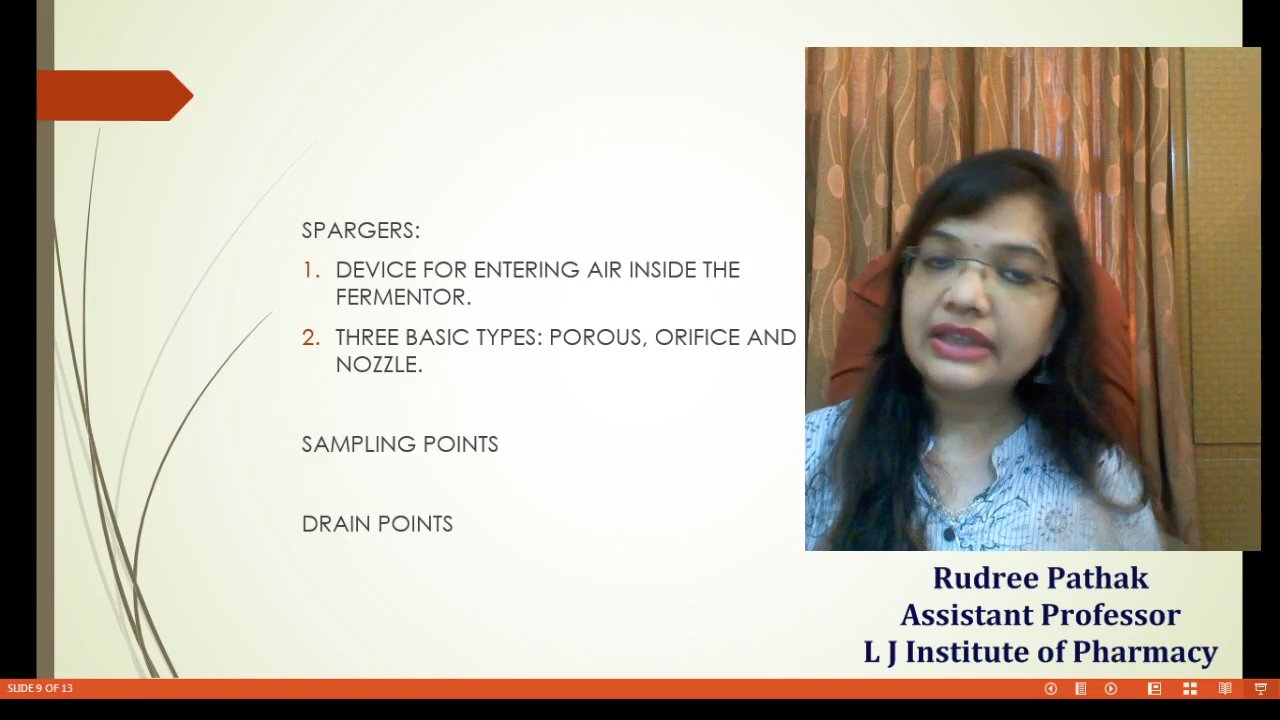 SPARGERS:
1. DEVICE FOR ENTERING AIR INSIDE THE
FERMENTOR.
2. THREE BASIC TYPES: POROUS, ORIFICE AND
NOZZLE.
SAMPLING POINTS
DRAIN POINTS
Rudree Pathak
Assistant Professor
L J Institute of Pharmacy
SLIDE 9 OF 13